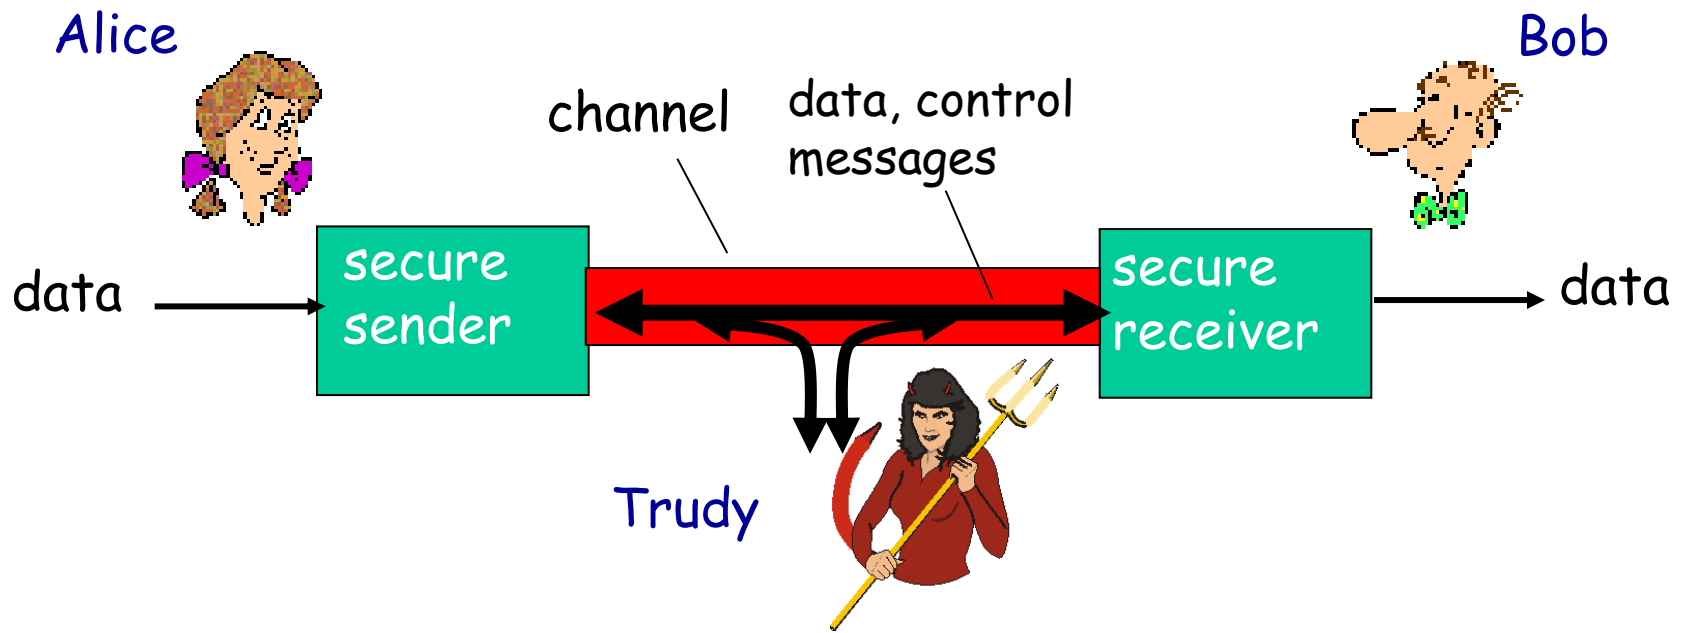 Alice
Bob
channel
data, control
messages
data
secure
sender
secure
receiver
data
Trudy